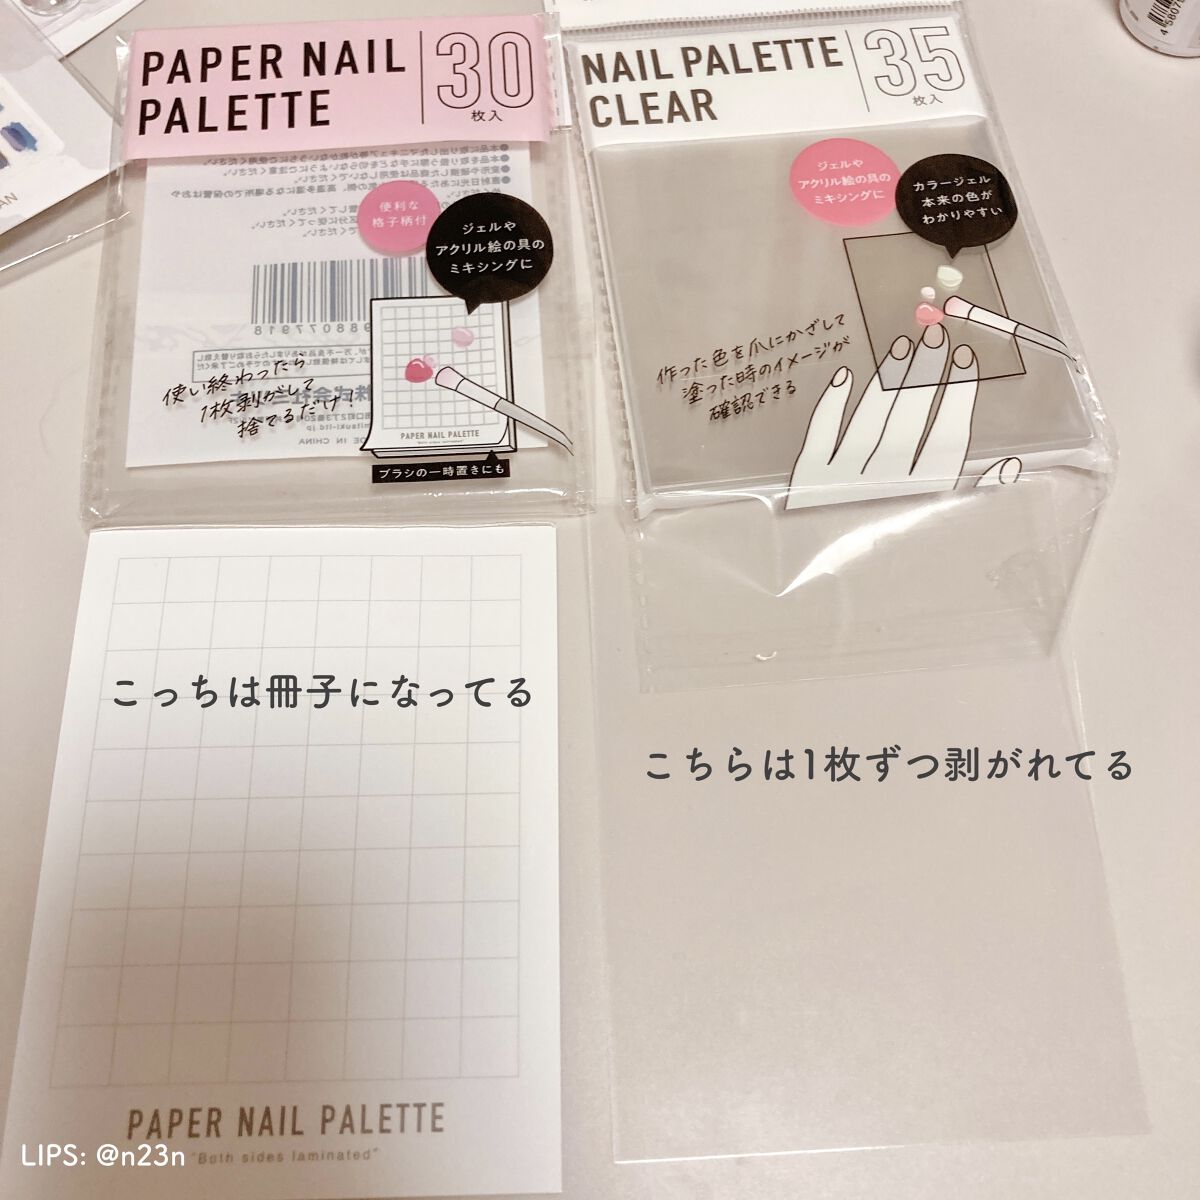 PAPER NAIL
PALETTE
30
枚入
便利な
格子柄付
ジェルや
アクリル絵の具の
ミキシングに
使い終わったら
1枚剥がして
捨てるだけ!
PAPER NAIL PALETTE
"Both sides laminated"
ブラシの一時置きにも
NAIL PALETTE
CLEAR
35
枚入
ジェルや
アクリル絵の具の
ミキシングに
カラージェル
本来の色が
わかりやすい
作った色を爪にかざして
塗った時のイメージが
確認できる
こっちは冊子になってる
こちらは1枚ずつ剥がれてる
PAPER NAIL PALETTE
"Both sides laminated"
LIPS: @n23n